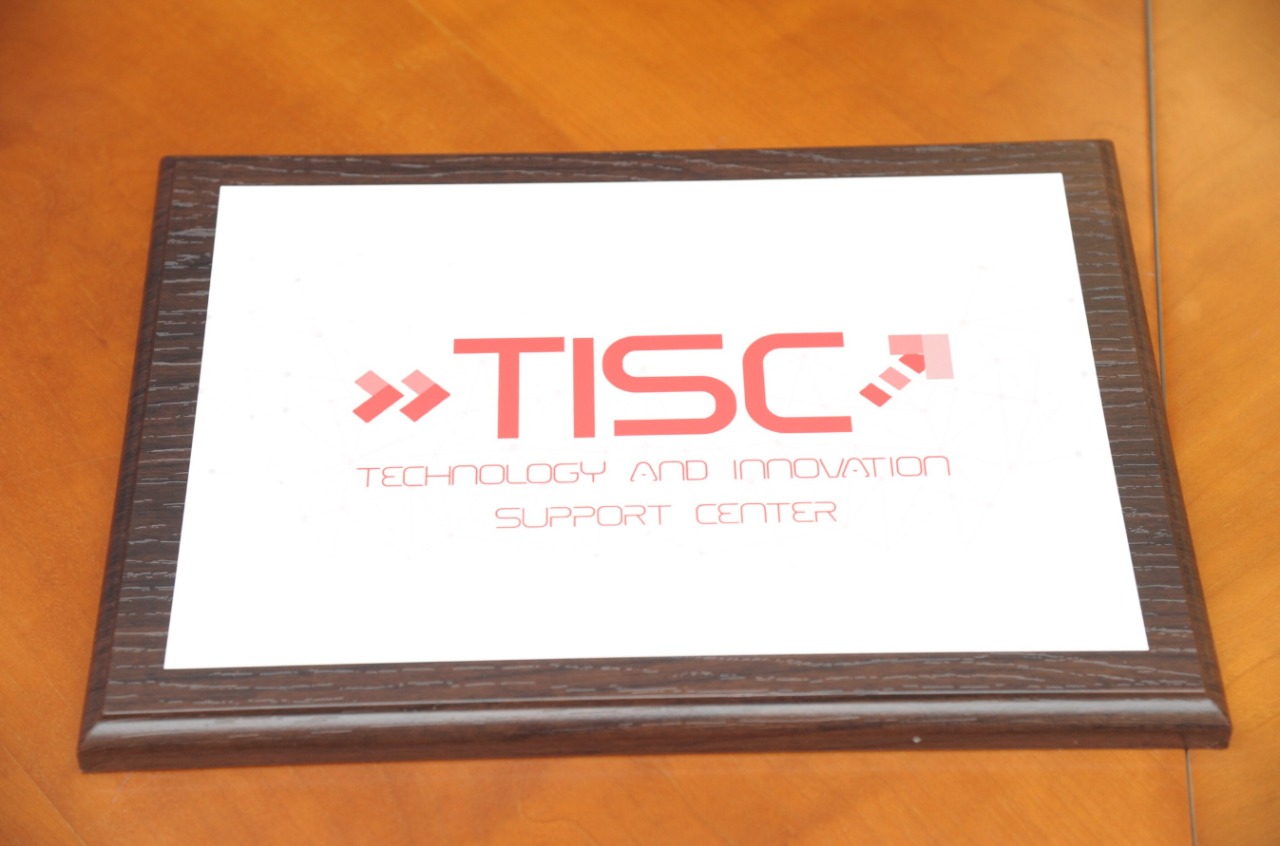 TISC
TECHNOLOGY AND INNOVATION
SUPPORT CENTER